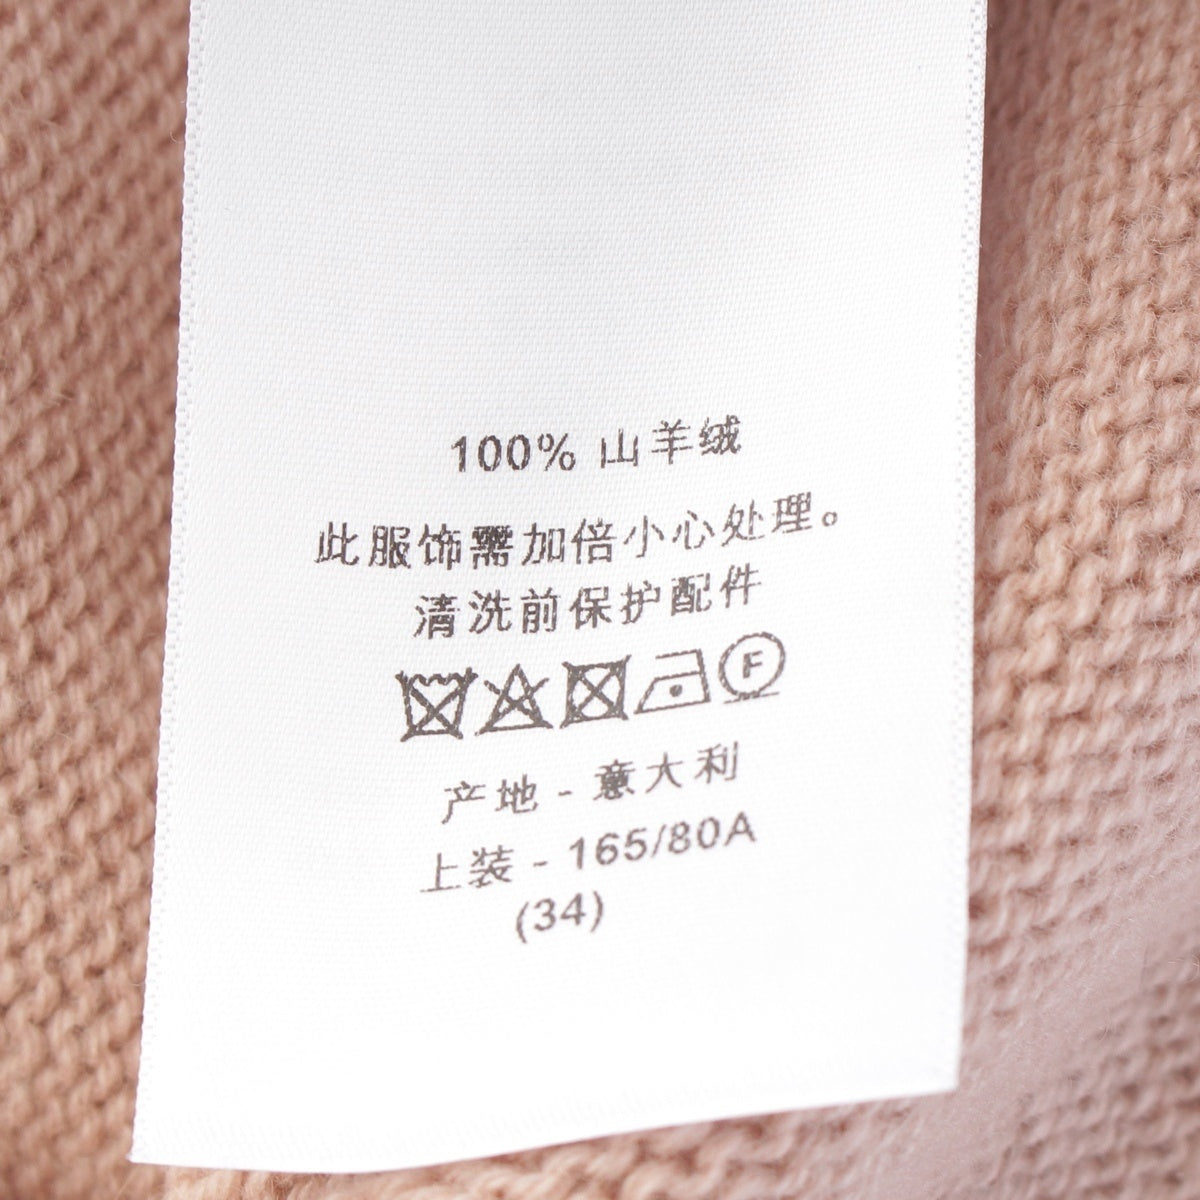 100% 山羊绒
此服饰需加倍小心处理。
清洗前保护配件
F
产地 - 意大利
上装 - 165/80A
(34)